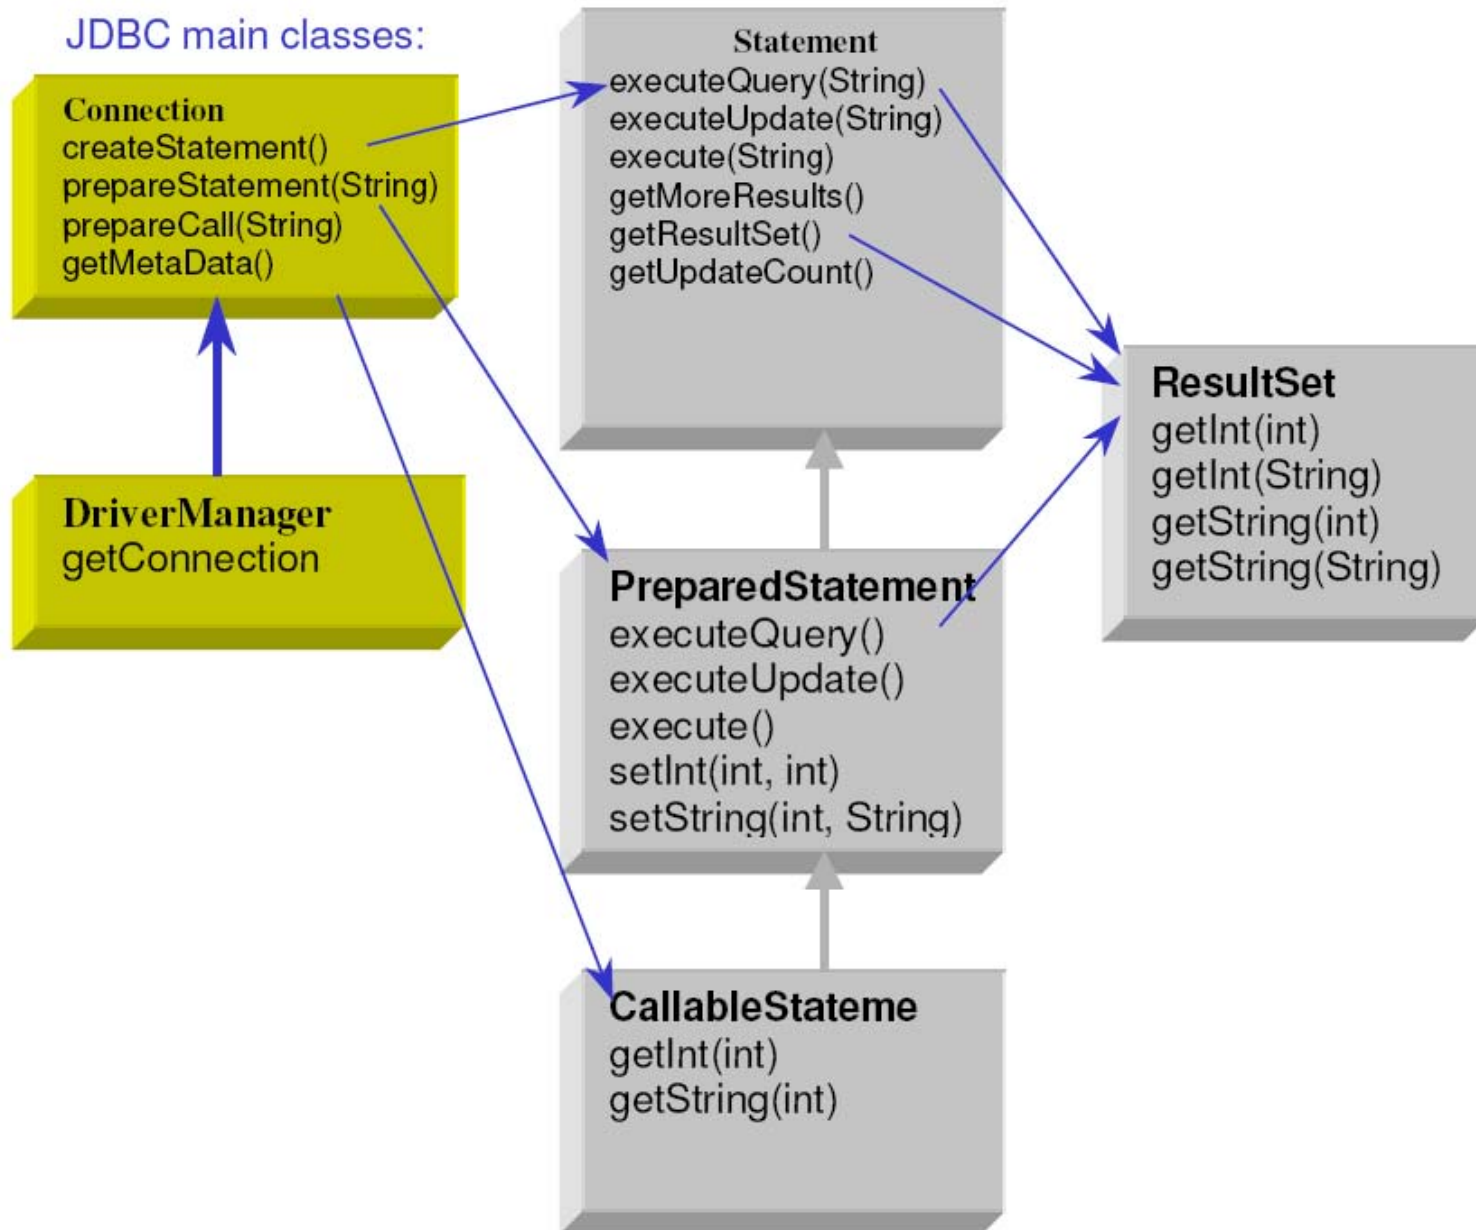 JDBC main classes:
Connection
createStatement()
prepareStatement(String)
prepareCall(String)
getMetaData()
DriverManager
getConnection
Statement
executeQuery(String)
executeUpdate(String)
execute(String)
getMoreResults()
getResultSet()
getUpdateCount()
PreparedStatement
executeQuery()
executeUpdate()
execute()
setInt(int, int)
setString(int, String)
CallableStateme
getInt(int)
getString(int)
ResultSet
getInt(int)
getInt(String)
getString(int)
getString(String)